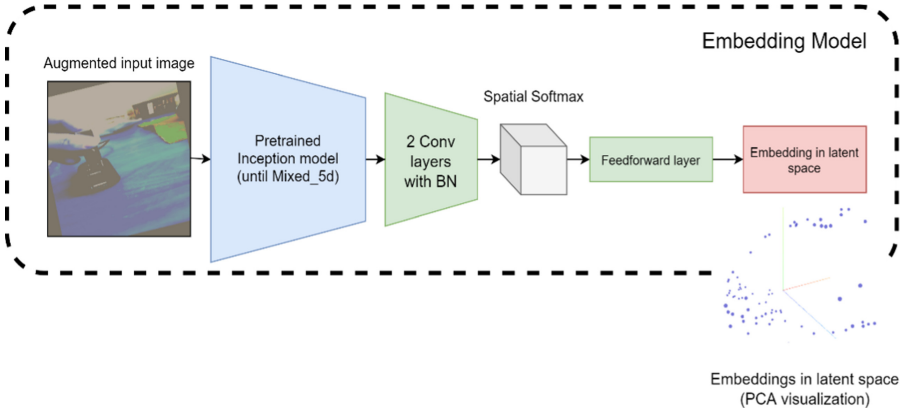 Embedding Model
Augmented input image
Pretrained
Inception model
(until Mixed_5d)
2 Conv
layers
with BN
Spatial Softmax
Feedforward layer
Embedding in latent
space
Embeddings in latent space
(PCA visualization)